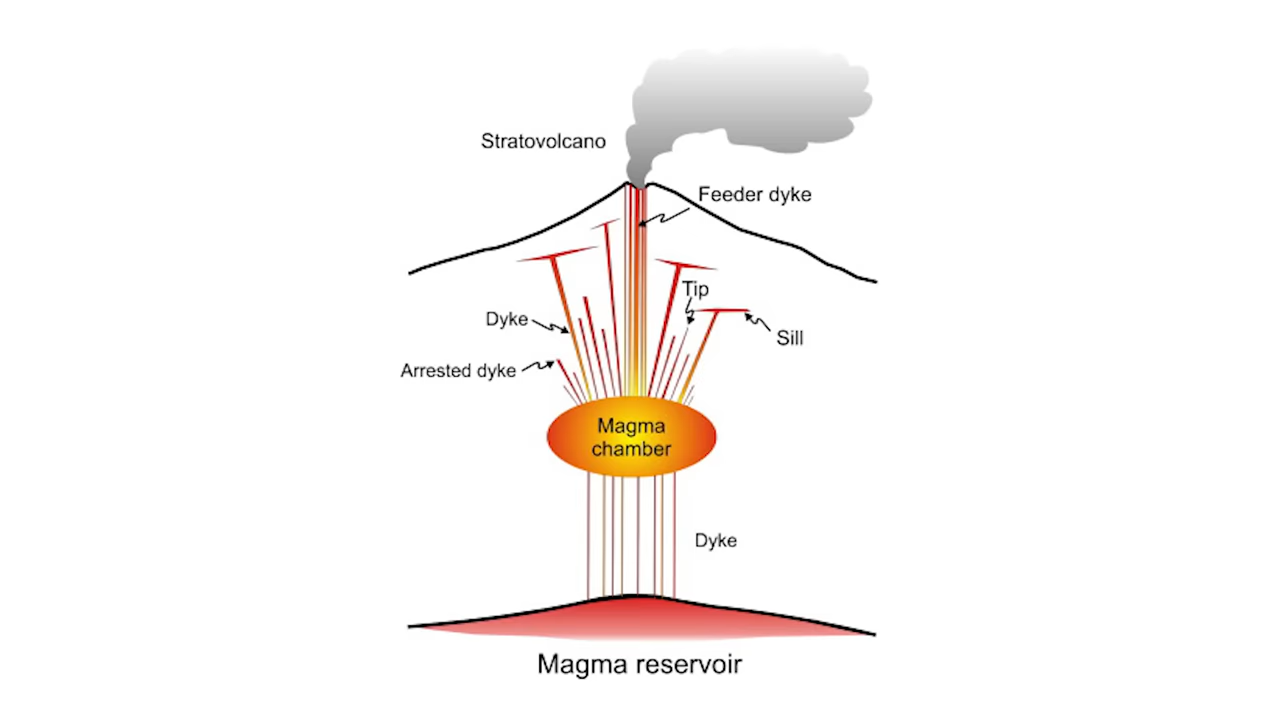 Stratovolcano
Feeder dyke
Tip
Dyke
Sill
Arrested dyke
Magma
chamber
Dyke
Magma reservoir